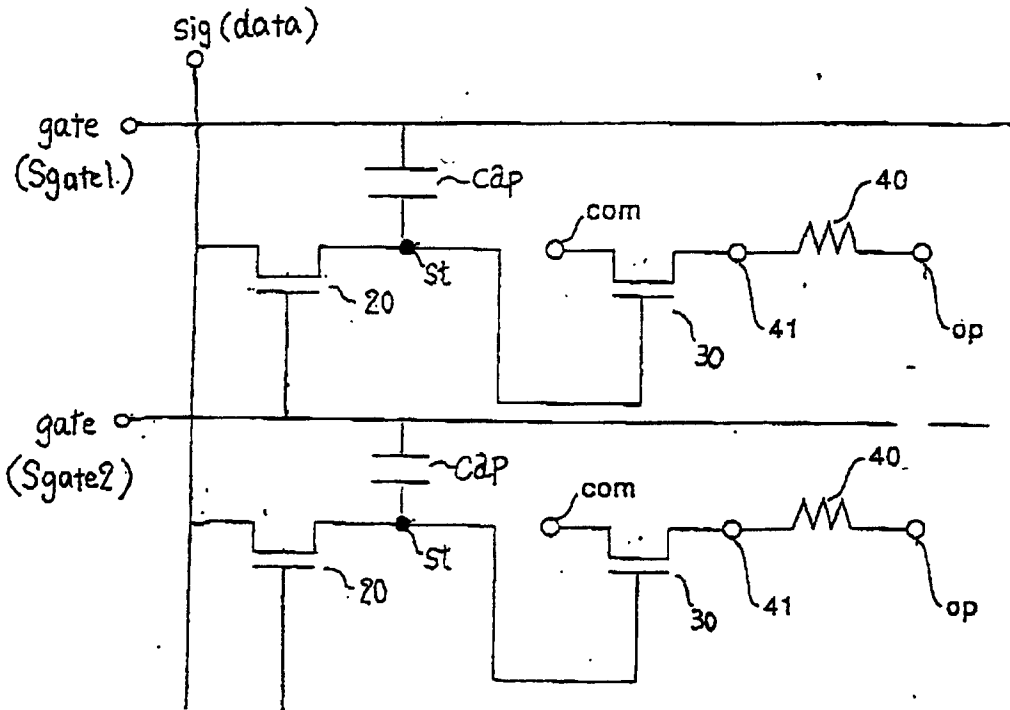 sig (data)
gate
(Sgate1.)
cap
com
40
St
20
30
41
op
gate
(Sgate2)
cap
com
40
St
20
30
41
op